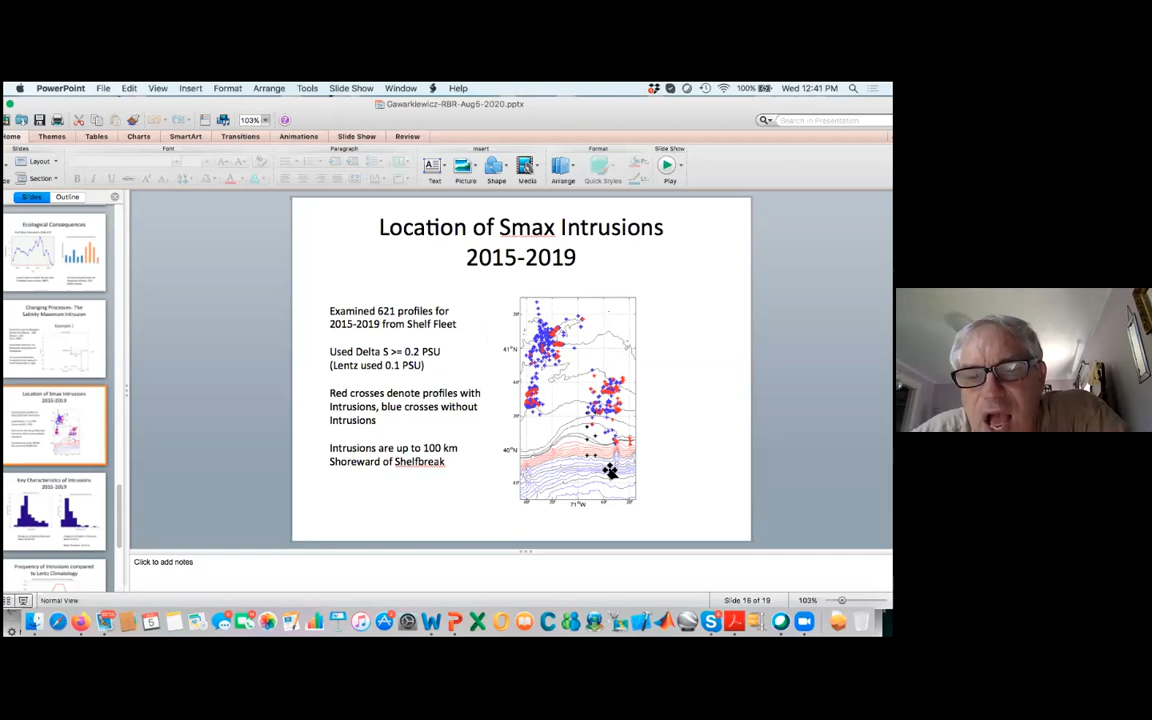 PowerPoint File Edit View Insert Format Arrange Tools Slide Show Window Help 100% Wed 12:41 PM
Gawarkiewicz-RBR-Aug5-2020.pptx
103% Search in Presentation
Home Themes Tables Charts SmartArt Transitions Animations Slide Show Review
Slides Font Paragraph Insert Format Slide Show
Layout
Section
Text Picture Shape Media Arrange Quick Styles Play
Slides Outline
Ecological Consequences
Changing Processes- The
Salinity Maximum Intrusion
Location of Smax Intrusions
2015-2019
Key Characteristics of Intrusions
2015-2019
Frequency of Intrusions compared
to Lentz Climatology
Location of Smax Intrusions
2015-2019
Examined 621 profiles for
2015-2019 from Shelf Fleet
Used Delta S >= 0.2 PSU
(Lentz used 0.1 PSU)
Red crosses denote profiles with
Intrusions, blue crosses without
Intrusions
Intrusions are up to 100 km
Shoreward of Shelfbreak
41°N
40°N
71°W
Click to add notes
Normal View Slide 16 of 19 103%